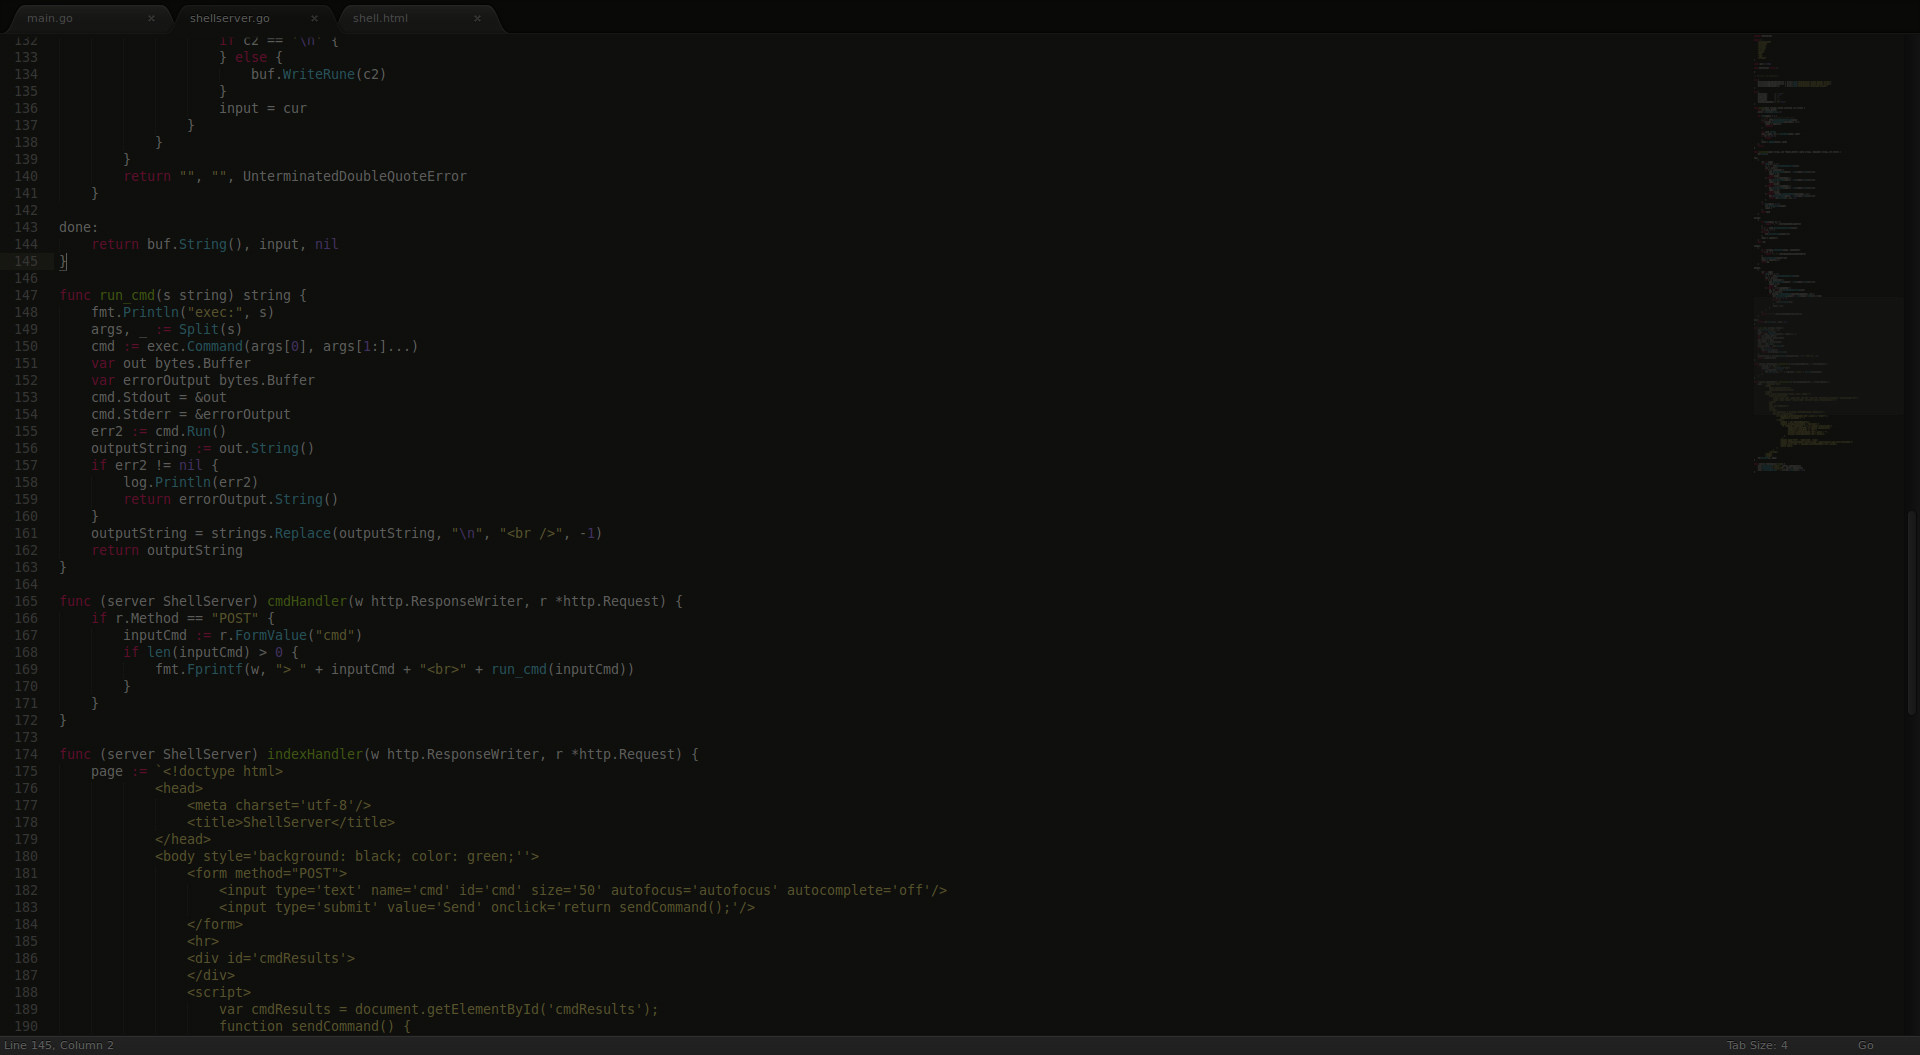 main.go × shellserver.go × shell.html ×
132 if c2 == '\n' {
133 } else {
134 buf.WriteRune(c2)
135 }
136 input = cur
137 }
138 }
139 }
140 return "", "", UnterminatedDoubleQuoteError
141 }
142
143 done:
144 return buf.String(), input, nil
145 }
146
147 func run_cmd(s string) string {
148 fmt.Println("exec:", s)
149 args, _ := Split(s)
150 cmd := exec.Command(args[0], args[1:]...)
151 var out bytes.Buffer
152 var errorOutput bytes.Buffer
153 cmd.Stdout = &out
154 cmd.Stderr = &errorOutput
155 err2 := cmd.Run()
156 outputString := out.String()
157 if err2 != nil {
158 log.Println(err2)
159 return errorOutput.String()
160 }
161 outputString = strings.Replace(outputString, "\n", "<br />", -1)
162 return outputString
163 }
164
165 func (server ShellServer) cmdHandler(w http.ResponseWriter, r *http.Request) {
166 if r.Method == "POST" {
167 inputCmd := r.FormValue("cmd")
168 if len(inputCmd) > 0 {
169 fmt.Fprintf(w, "> " + inputCmd + "<br>" + run_cmd(inputCmd))
170 }
171 }
172 }
173
174 func (server ShellServer) indexHandler(w http.ResponseWriter, r *http.Request) {
175 page := `<!doctype html>
176 <head>
177 <meta charset='utf-8'/>
178 <title>ShellServer</title>
179 </head>
180 <body style='background: black; color: green;''>
181 <form method="POST">
182 <input type='text' name='cmd' id='cmd' size='50' autofocus='autofocus' autocomplete='off'/>
183 <input type='submit' value='Send' onclick='return sendCommand();'/>
184 </form>
185 <hr>
186 <div id='cmdResults'>
187 </div>
188 <script>
189 var cmdResults = document.getElementById('cmdResults');
190 function sendCommand() {
Line 145, Column 2 Tab Size: 4 Go